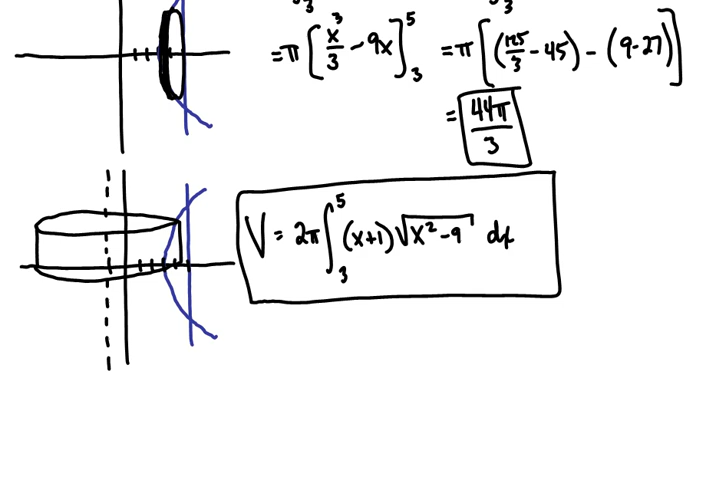 = π [x³/3 − 9x]₃⁵ = π [(125/3 − 45) − (9 − 27)]
= 44π/3
V = 2π ∫₃⁵ (x+1) √(x² − 9) dx